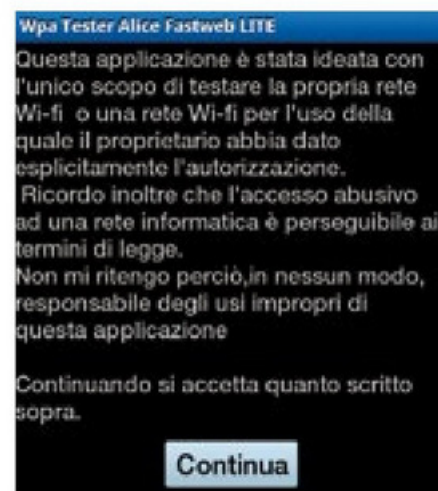 Wpa Tester Alice Fastweb LITE
Questa applicazione è stata ideata con
l'unico scopo di testare la propria rete
Wi-fi o una rete Wi-fi per l'uso della
quale il proprietario abbia dato
esplicitamente l'autorizzazione.
Ricordo inoltre che l'accesso abusivo
ad una rete informatica è perseguibile ai
termini di legge.
Non mi ritengo perciò,in nessun modo,
responsabile degli usi impropri di
questa applicazione
Continuando si accetta quanto scritto
sopra.
Continua